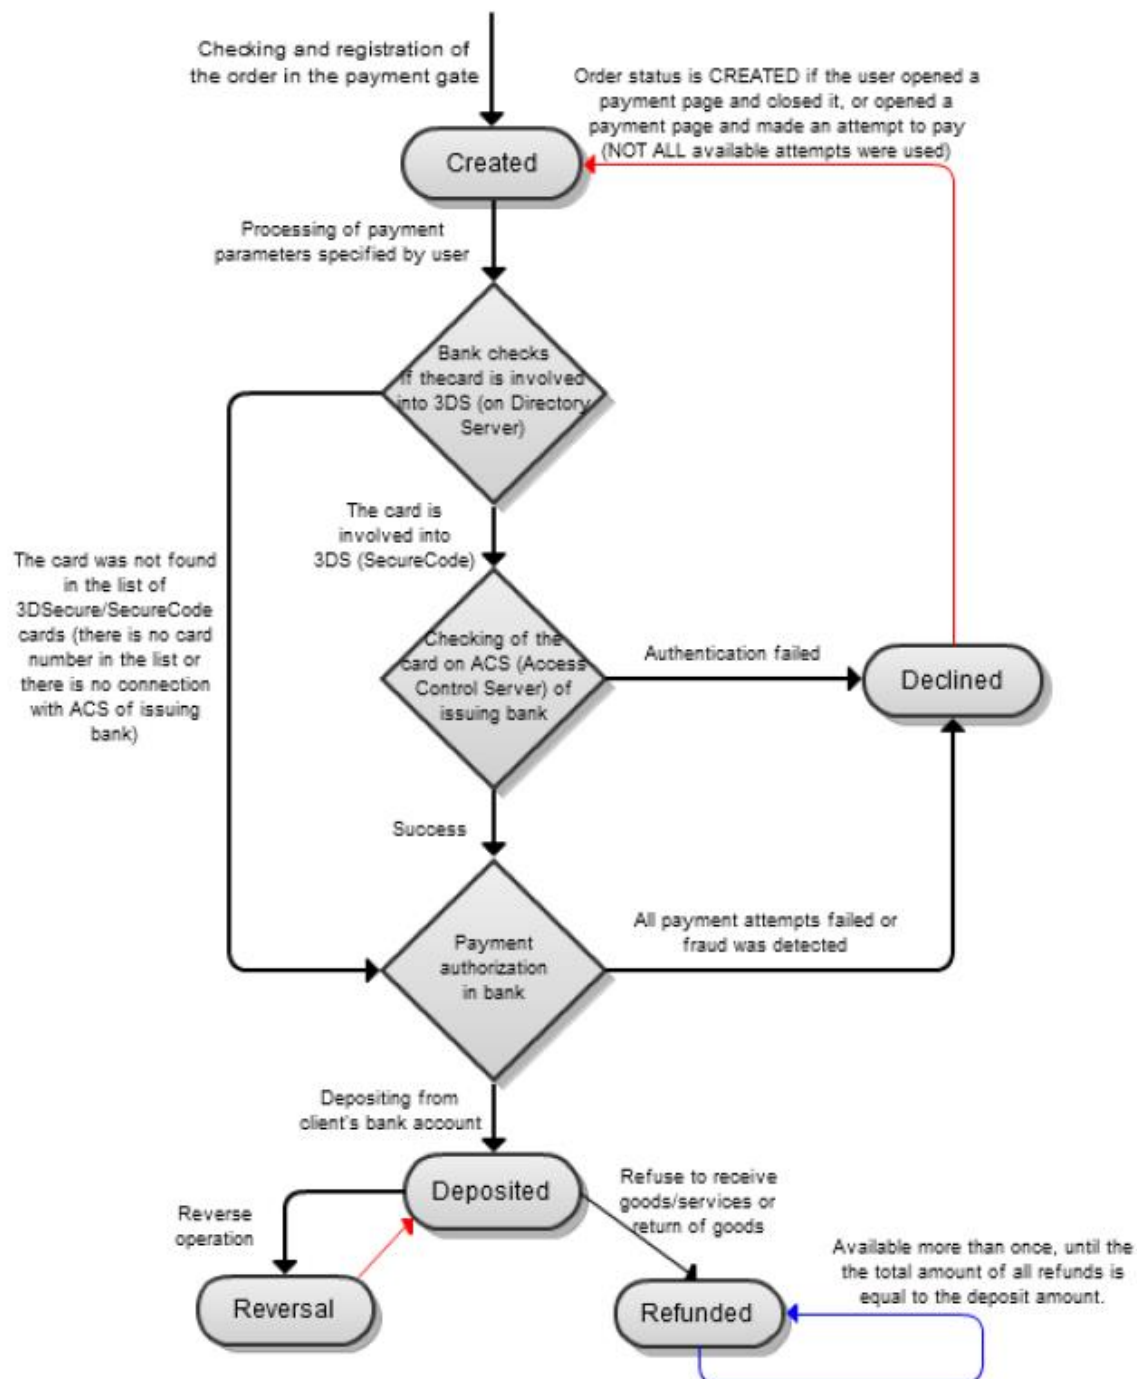 Checking and registration of
the order in the payment gate
Order status is CREATED if the user opened a
payment page and closed it, or opened a
payment page and made an attempt to pay
(NOT ALL available attempts were used)
Created
Processing of payment
parameters specified by user
Bank checks
if thecard is involved
into 3DS (on Directory
Server)
The card is
involved into
3DS (SecureCode)
The card was not found
in the list of
3DSecure/SecureCode
cards (there is no card
number in the list or
there is no connection
with ACS of issuing
bank)
Checking of the
card on ACS (Access
Control Server) of
issuing bank
Authentication failed
Declined
Success
Payment
authorization
in bank
All payment attempts failed or
fraud was detected
Depositing from
client's bank account
Deposited
Reverse
operation
Refuse to receive
goods/services or
return of goods
Available more than once, until the
the total amount of all refunds is
equal to the deposit amount.
Reversal
Refunded